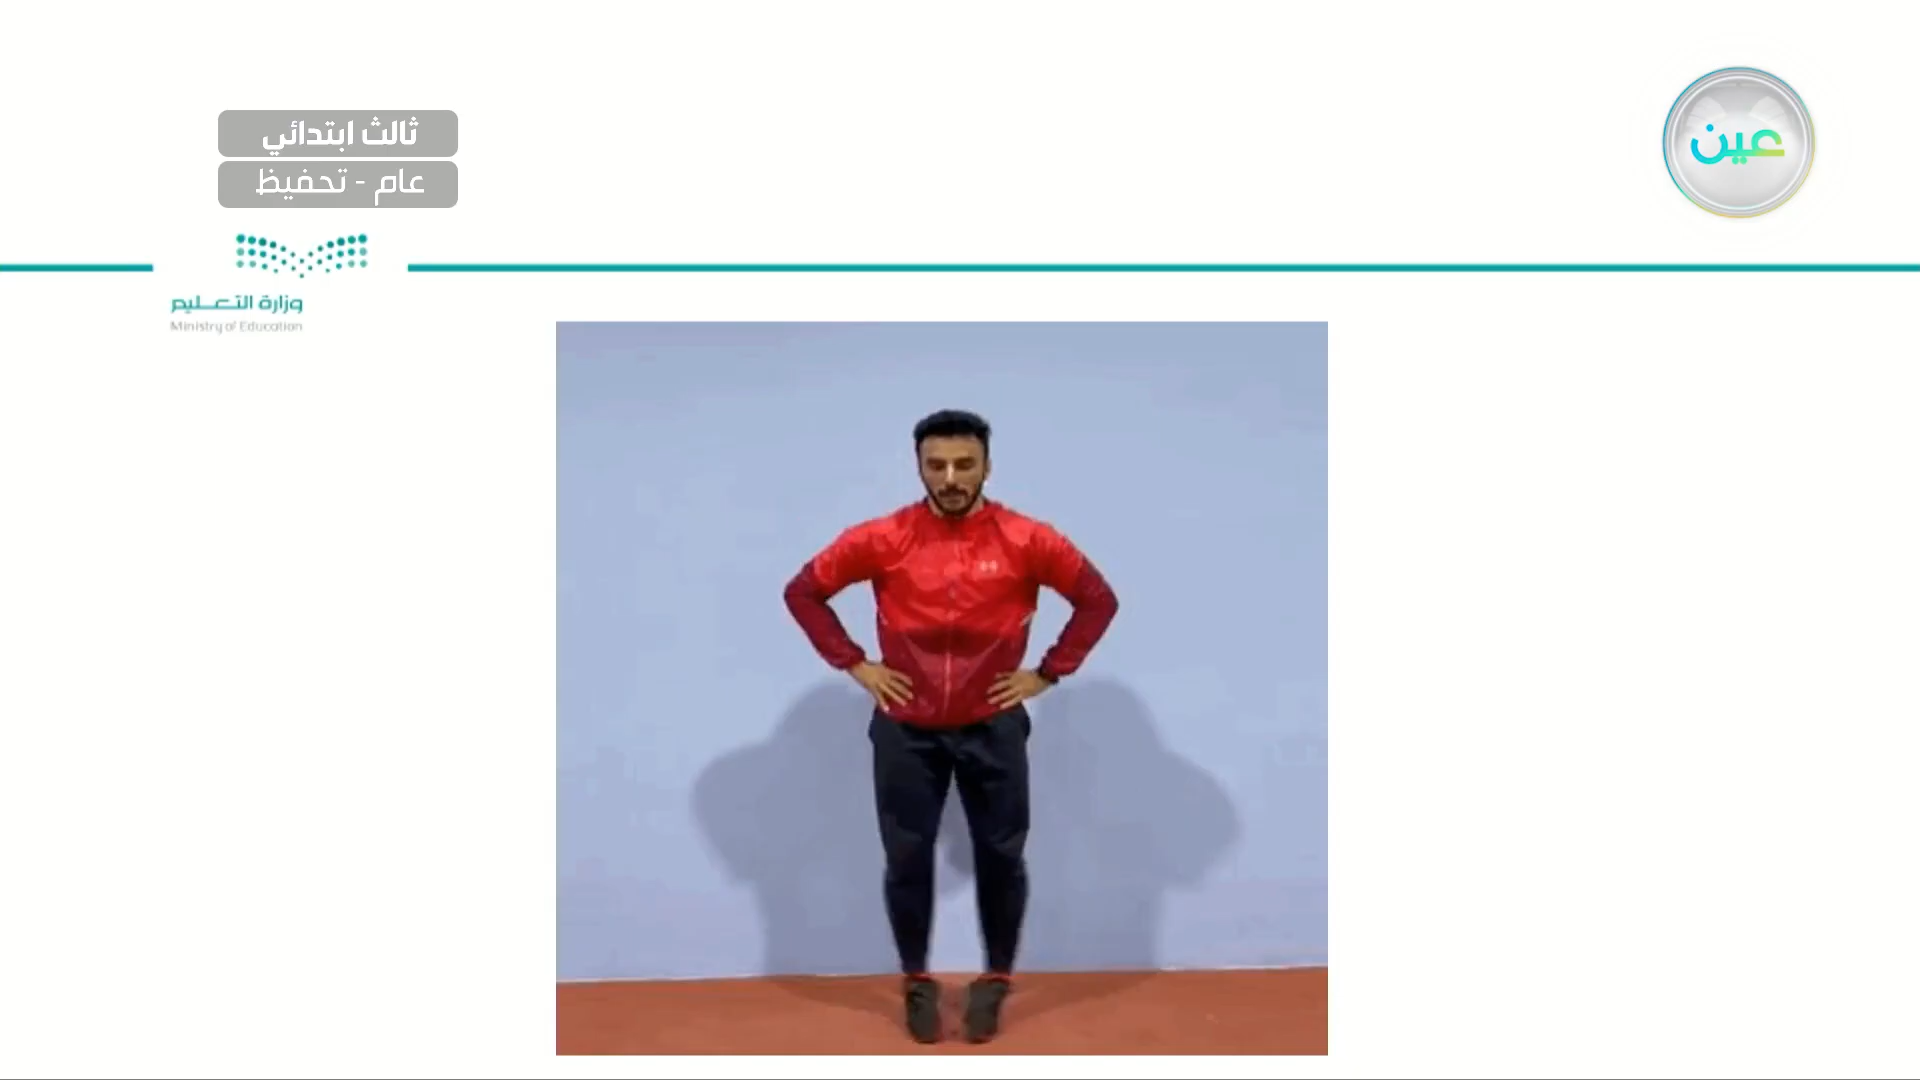 عين
ثالث ابتدائي
عام - تحفيظ
وزارة التعليم
Ministry of Education